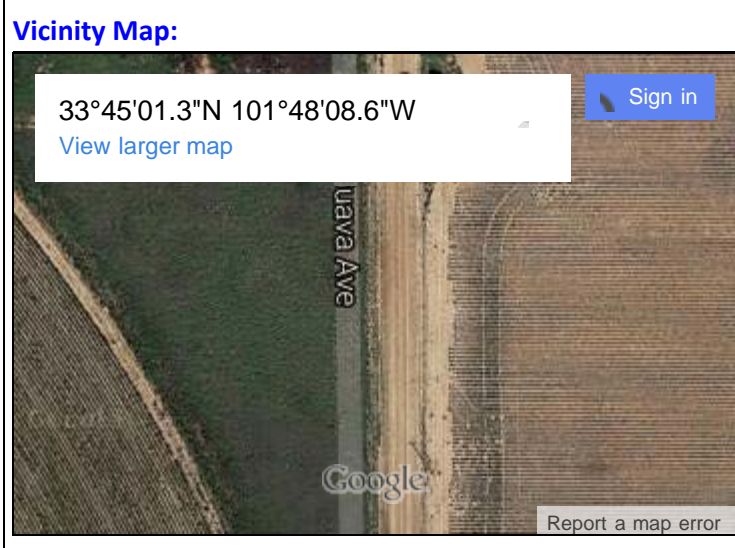 Vicinity Map:
33°45'01.3"N 101°48'08.6"W
Sign in
View larger map
uava Ave
Google
Report a map error